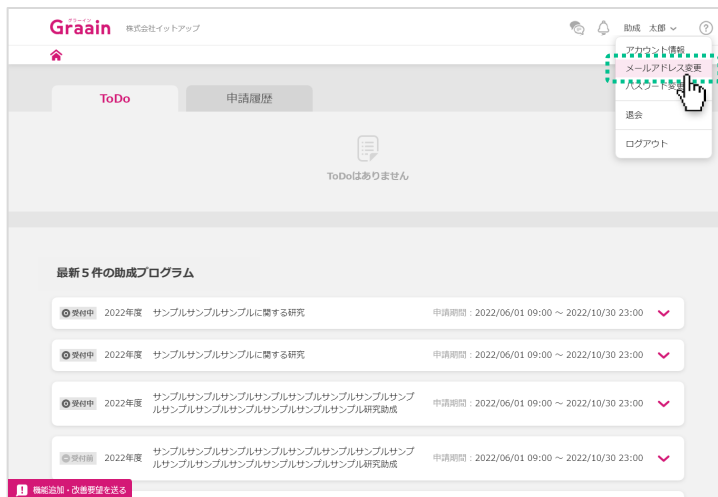 グラーイン
Graain 株式会社イットアップ
助成 太郎
?
アカウント情報
メールアドレス変更
パスワード変更
退会
ログアウト
ToDo 申請履歴
ToDoはありません
最新5件の助成プログラム
受付中 2022年度 サンプルサンプルサンプルに関する研究 申請期間：2022/06/01 09:00 ～ 2022/10/30 23:00
受付中 2022年度 サンプルサンプルサンプルに関する研究 申請期間：2022/06/01 09:00 ～ 2022/10/30 23:00
受付中 2022年度 サンプルサンプルサンプルサンプルサンプルサンプルサンプルサンプ
ルサンプルサンプルサンプルサンプルサンプルサンプル研究助成 申請期間：2022/06/01 09:00 ～ 2022/10/30 23:00
受付前 2022年度 サンプルサンプルサンプルサンプルサンプルサンプルサンプルサンプ
ルサンプルサンプルサンプルサンプルサンプルサンプル研究助成 申請期間：2022/06/01 09:00 ～ 2022/10/30 23:00
機能追加・改善要望を送る